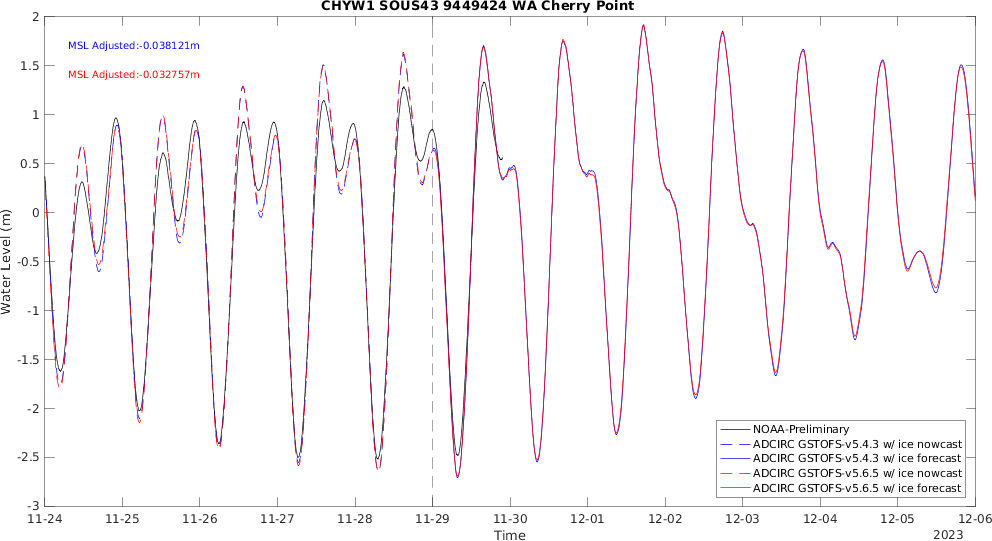 CHYW1 SOUS43 9449424 WA Cherry Point
MSL Adjusted:-0.038121m
MSL Adjusted:-0.032757m
Water Level (m)
2
1.5
1
0.5
0
-0.5
-1
-1.5
-2
-2.5
-3
NOAA-Preliminary
ADCIRC GSTOFS-v5.4.3 w/ ice nowcast
ADCIRC GSTOFS-v5.4.3 w/ ice forecast
ADCIRC GSTOFS-v5.6.5 w/ ice nowcast
ADCIRC GSTOFS-v5.6.5 w/ ice forecast
11-24 11-25 11-26 11-27 11-28 11-29 11-30 12-01 12-02 12-03 12-04 12-05 12-06
Time
2023